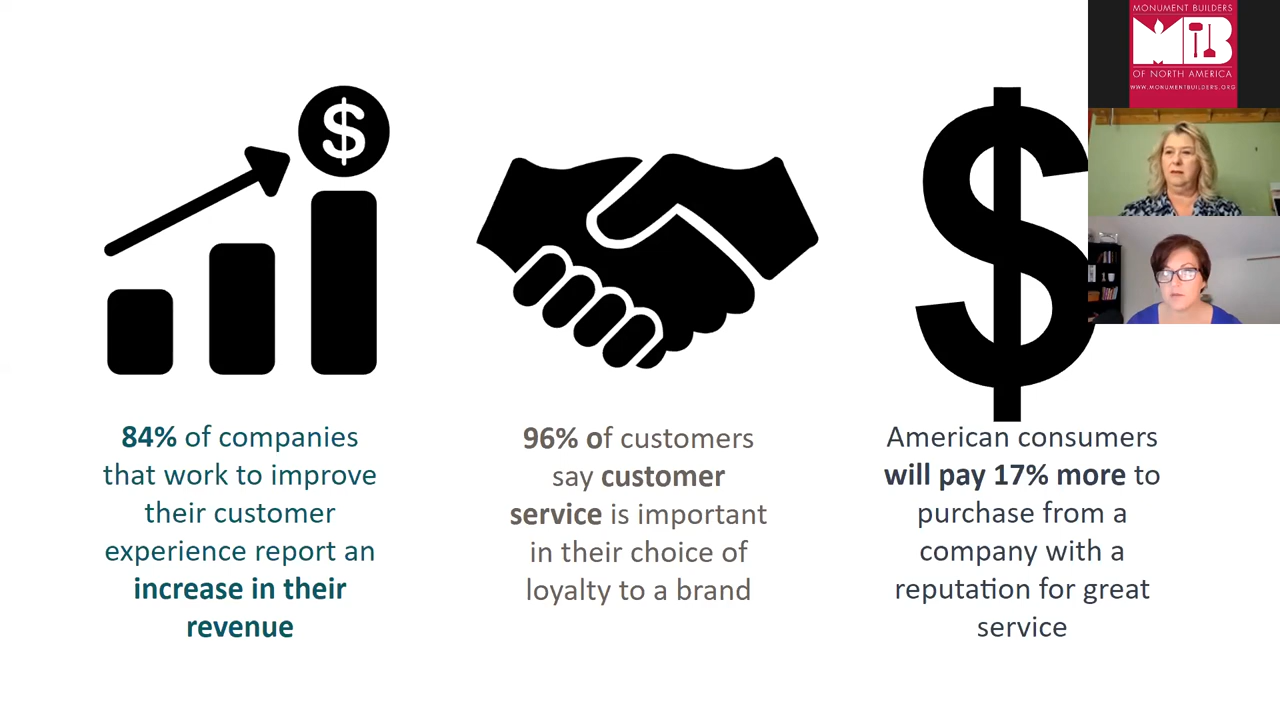 MONUMENT BUILDERS
MB
OF NORTH AMERICA
WWW.MONUMENTBUILDERS.ORG
$
$
84% of companies
that work to improve
their customer
experience report an
increase in their
revenue
96% of customers
say customer
service is important
in their choice of
loyalty to a brand
American consumers
will pay 17% more to
purchase from a
company with a
reputation for great
service